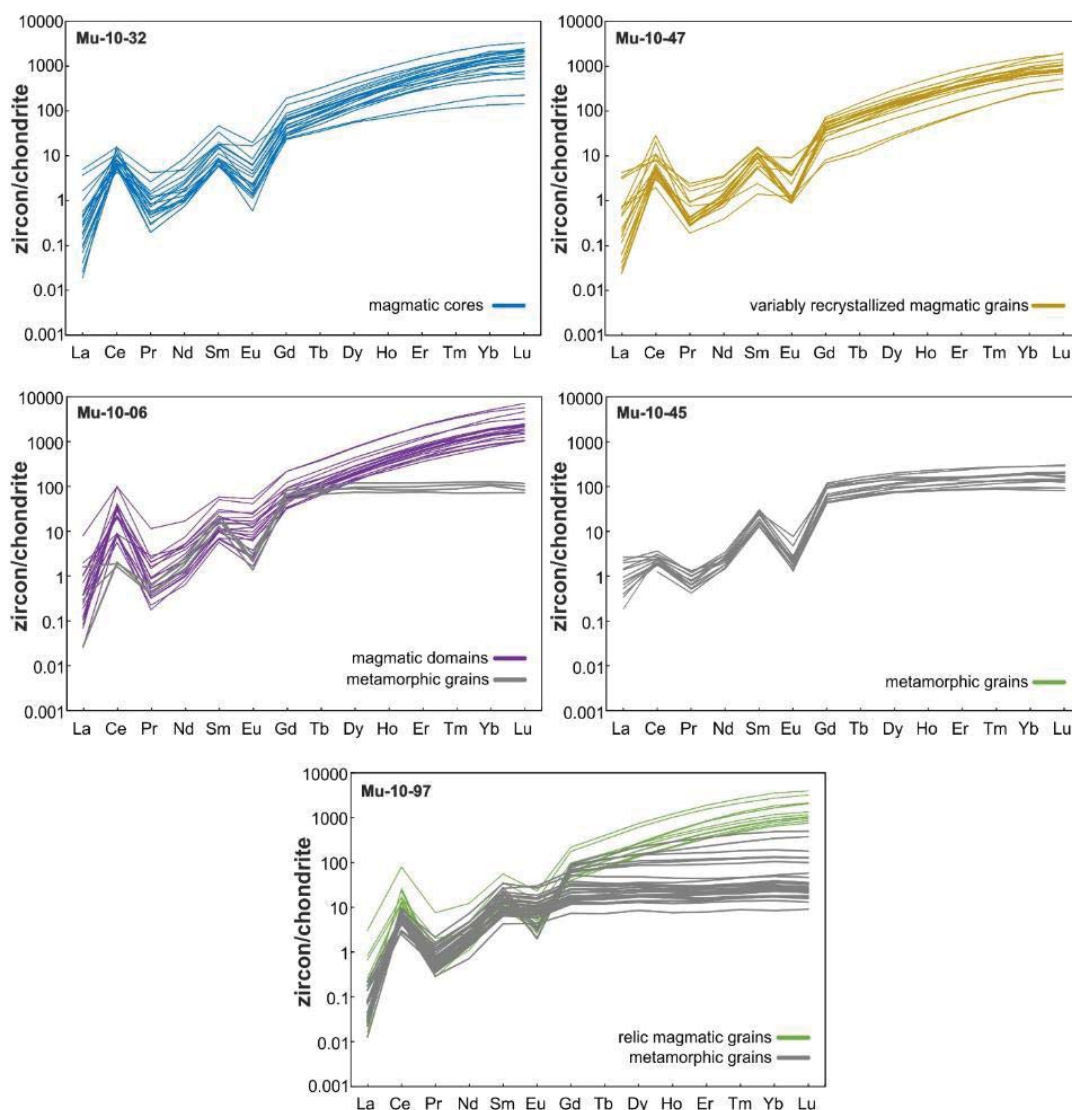 Mu-10-32
10000
1000
100
10
1
0.1
0.01
0.001
zircon/chondrite
magmatic cores
La Ce Pr Nd Sm Eu Gd Tb Dy Ho Er Tm Yb Lu
Mu-10-47
10000
1000
100
10
1
0.1
0.01
0.001
zircon/chondrite
variably recrystallized magmatic grains
La Ce Pr Nd Sm Eu Gd Tb Dy Ho Er Tm Yb Lu
Mu-10-06
10000
1000
100
10
1
0.1
0.01
0.001
zircon/chondrite
magmatic domains
metamorphic grains
La Ce Pr Nd Sm Eu Gd Tb Dy Ho Er Tm Yb Lu
Mu-10-45
10000
1000
100
10
1
0.1
0.01
0.001
zircon/chondrite
metamorphic grains
La Ce Pr Nd Sm Eu Gd Tb Dy Ho Er Tm Yb Lu
Mu-10-97
10000
1000
100
10
1
0.1
0.01
0.001
zircon/chondrite
relic magmatic grains
metamorphic grains
La Ce Pr Nd Sm Eu Gd Tb Dy Ho Er Tm Yb Lu